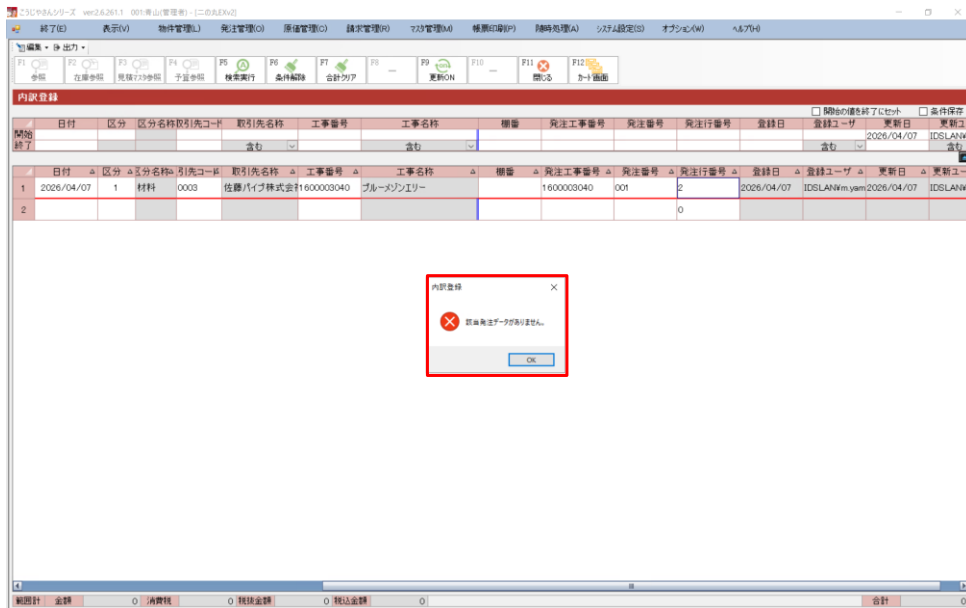 こうじやさんシリーズ ver2.6.261.1 001:青山(管理者) - [二の丸EXv2]
終了(E) 表示(V) 物件管理(L) 発注管理(O) 原価管理(C) 請求管理(R) マスタ管理(M) 帳票印刷(P) 随時処理(A) システム設定(S) オプション(W) ヘルプ(H)
編集 出力
F1 F2 F3 F4 F5 F6 F7 F8 F9 F10 F11 F12
参照 在庫参照 見積マスタ参照 予算参照 検索実行 条件解除 合計クリア 更新ON 閉じる カード画面
内訳登録
開始の値を終了にセット 条件保存
日付 区分 区分名称 取引先コード 取引先名称 工事番号 工事名称 棚番 発注工事番号 発注番号 発注行番号 登録日 登録ユーザ 更新日 更新ユ
開始 2026/04/07 IDSLAN¥
終了 含む 含む 含む 含む
日付 区分 区分名称 引先コード 取引先名称 工事番号 工事名称 棚番 発注工事番号 発注番号 発注行番号 登録日 登録ユーザ 更新日 更新ユー
1 2026/04/07 1 材料 0003 佐藤パイプ株式会社 1600003040 ブルーメゾンエリー 1600003040 001 2 2026/04/07 IDSLAN¥m.yam 2026/04/07 IDSLAN¥
2 0
内訳登録
該当発注データがありません。
OK
範囲計 金額 0 消費税 0 税抜金額 0 税込金額 0 合計 0